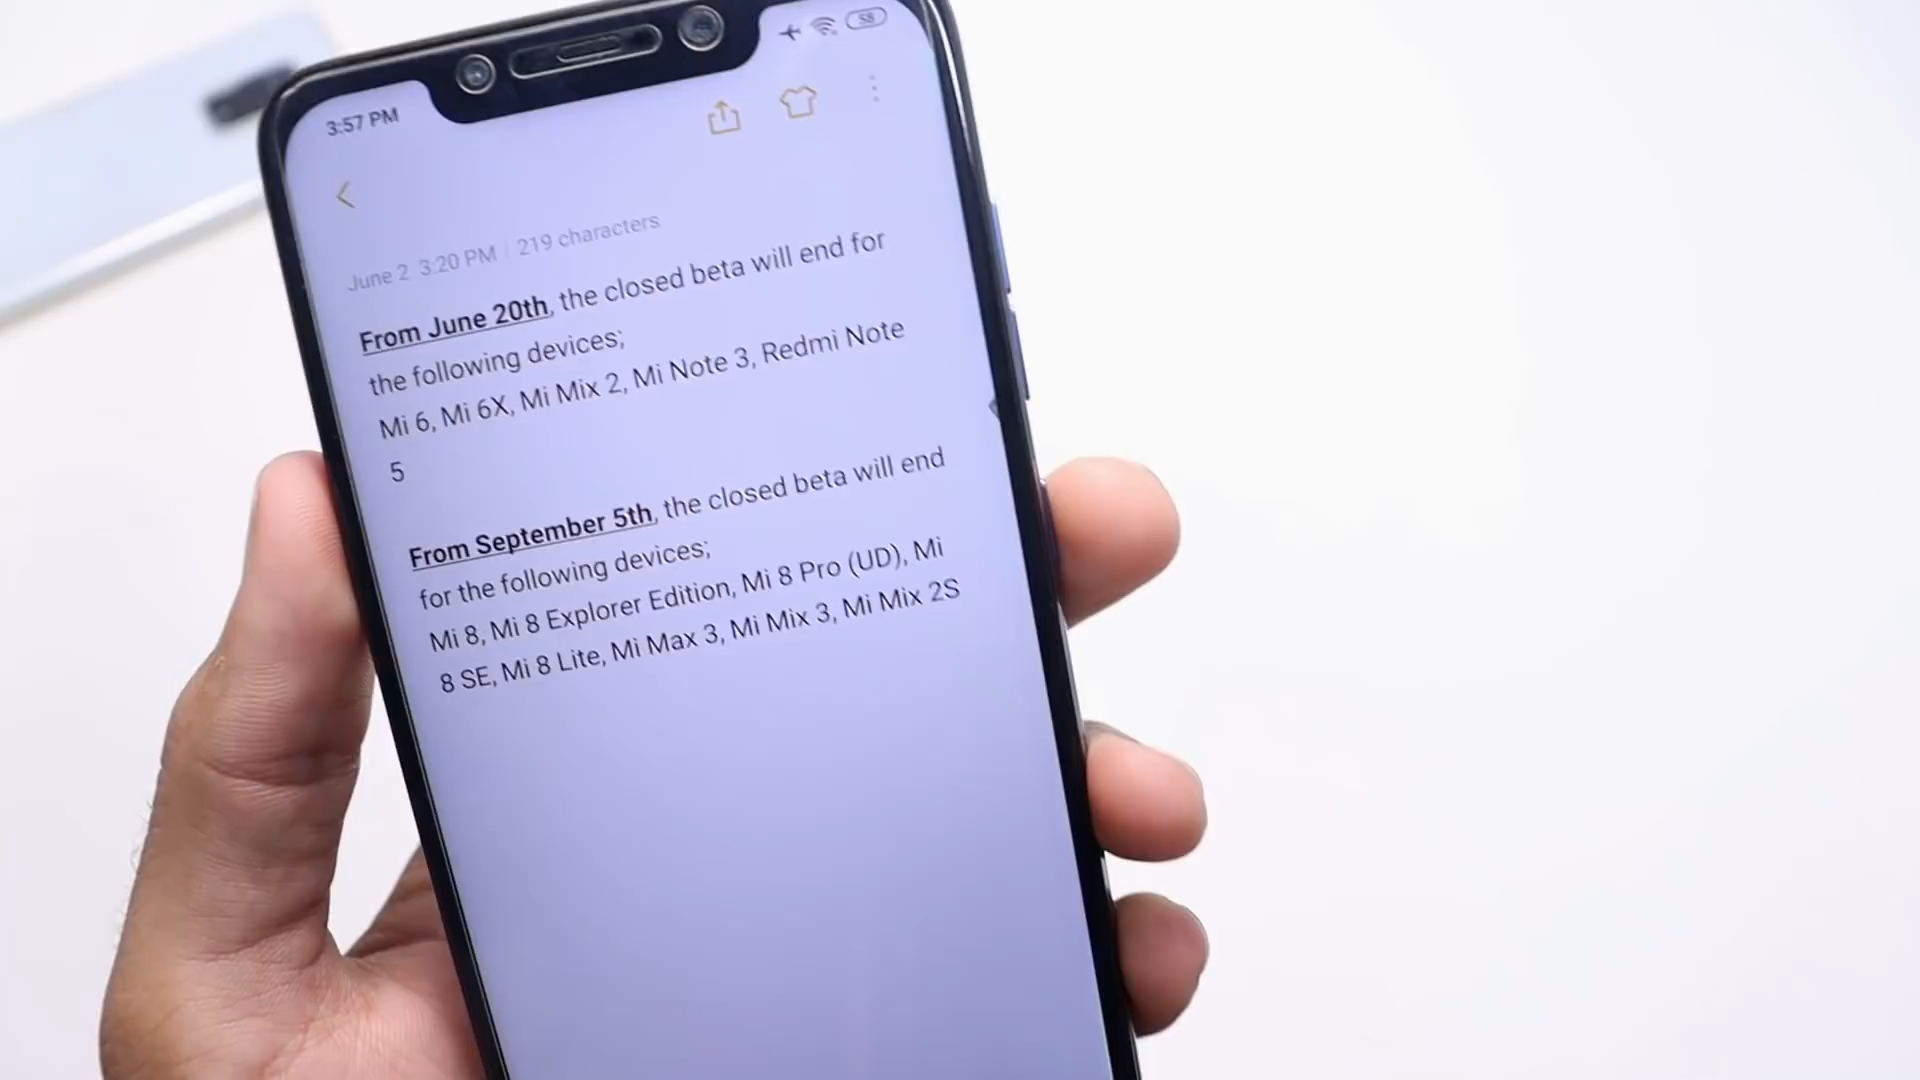 58
3:57 PM
June 2 3:20 PM | 219 characters
From June 20th, the closed beta will end for
the following devices;
Mi 6, Mi 6X, Mi Mix 2, Mi Note 3, Redmi Note
5
From September 5th, the closed beta will end
for the following devices;
Mi 8, Mi 8 Explorer Edition, Mi 8 Pro (UD), Mi
8 SE, Mi 8 Lite, Mi Max 3, Mi Mix 3, Mi Mix 2S